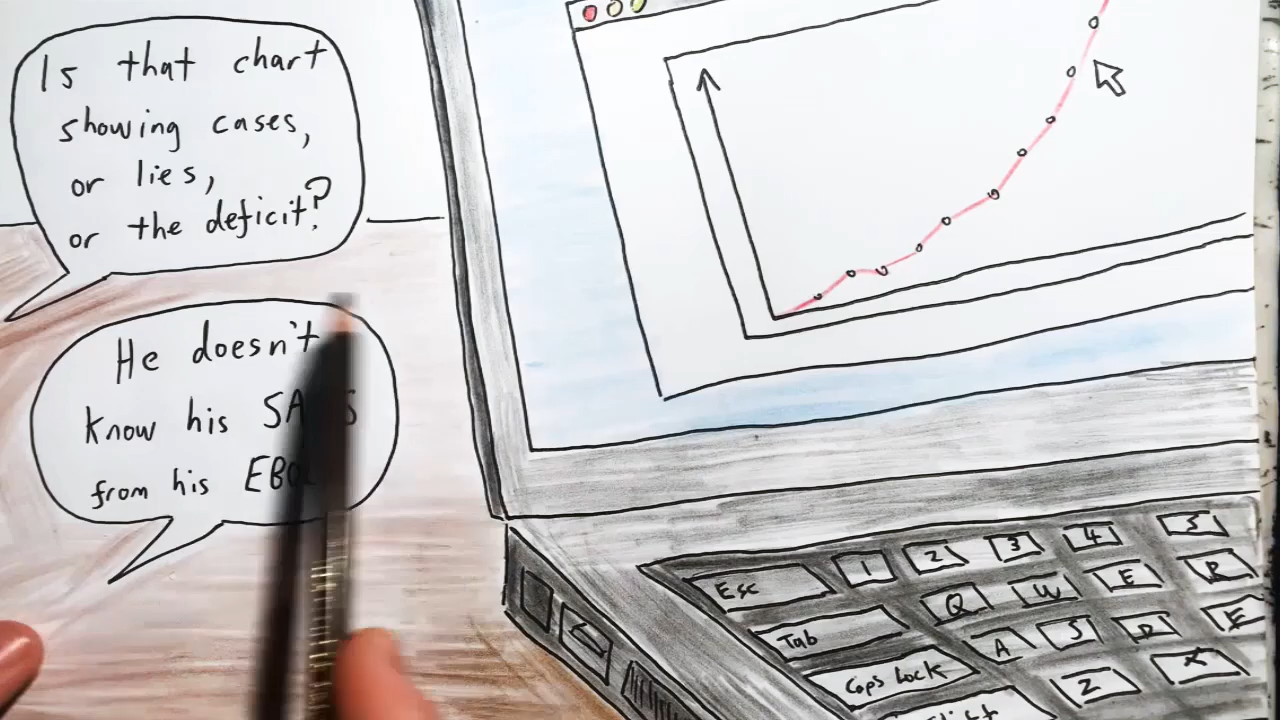 Is that chart
showing cases,
or lies,
or the deficit?
He doesn't
know his
from his
Esc 1 2 3 4 5
Tab Q W E R
Caps Lock A S
Z X